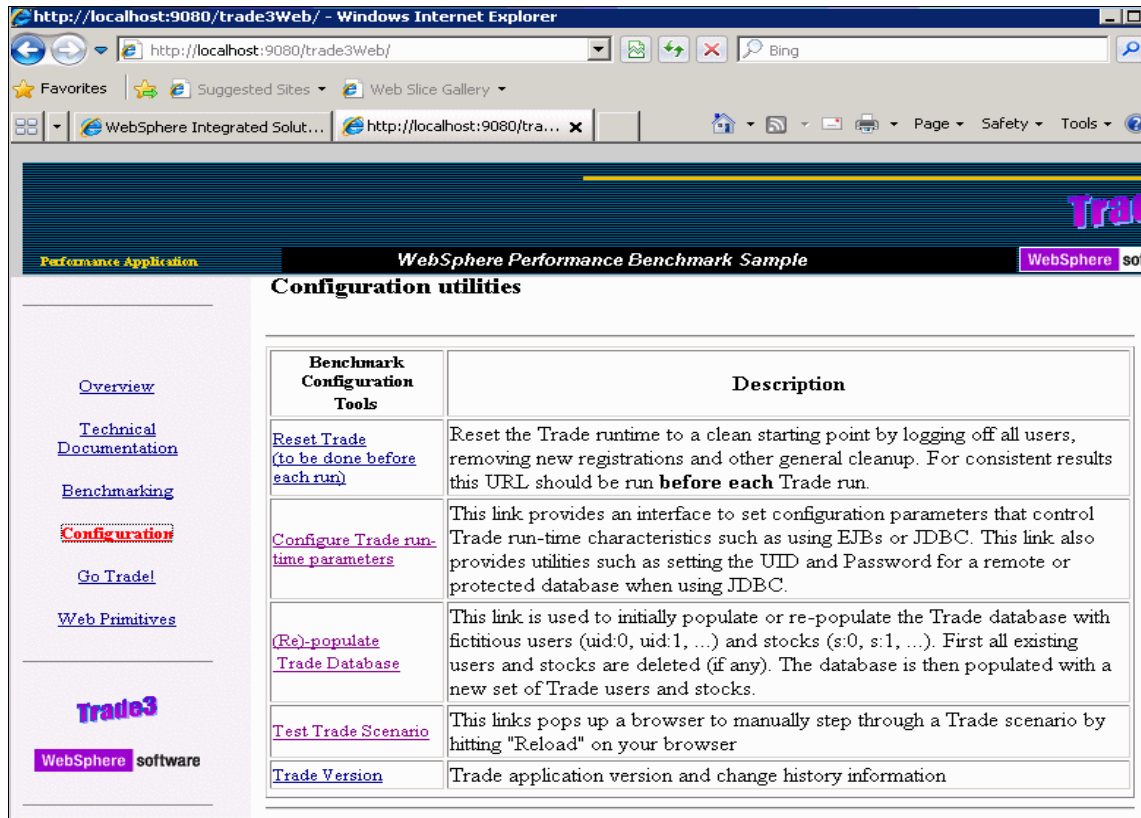 http://localhost:9080/trade3Web/ - Windows Internet Explorer
http://localhost:9080/trade3Web/
Bing
Favorites
Suggested Sites
Web Slice Gallery
WebSphere Integrated Solut...
http://localhost:9080/tra...
Page
Safety
Tools
Performance Application
WebSphere Performance Benchmark Sample
WebSphere
Configuration utilities
Overview
Technical
Documentation
Benchmarking
Configuration
Go Trade!
Web Primitives
Trade3
WebSphere software
Benchmark
Configuration
Tools
Description
Reset Trade
(to be done before
each run)
Reset the Trade runtime to a clean starting point by logging off all users,
removing new registrations and other general cleanup. For consistent results
this URL should be run before each Trade run.
Configure Trade run-
time parameters
This link provides an interface to set configuration parameters that control
Trade run-time characteristics such as using EJBs or JDBC. This link also
provides utilities such as setting the UID and Password for a remote or
protected database when using JDBC.
(Re)-populate
Trade Database
This link is used to initially populate or re-populate the Trade database with
fictitious users (uid:0, uid:1, ...) and stocks (s:0, s:1, ...). First all existing
users and stocks are deleted (if any). The database is then populated with a
new set of Trade users and stocks.
Test Trade Scenario
This links pops up a browser to manually step through a Trade scenario by
hitting "Reload" on your browser
Trade Version
Trade application version and change history information